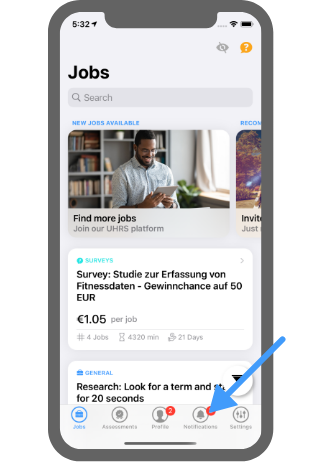 5:32
Jobs
Search
NEW JOBS AVAILABLE
RECOM
Find more jobs
Join our UHRS platform
Invite
Just
SURVEYS
Survey: Studie zur Erfassung von
Fitnessdaten - Gewinnchance auf 50
EUR
€1.05 per job
# 4 Jobs
4320 min
21 Days
GENERAL
Research: Look for a term and st
for 20 seconds
2
Jobs
Assessments
Profile
Notifications
Settings